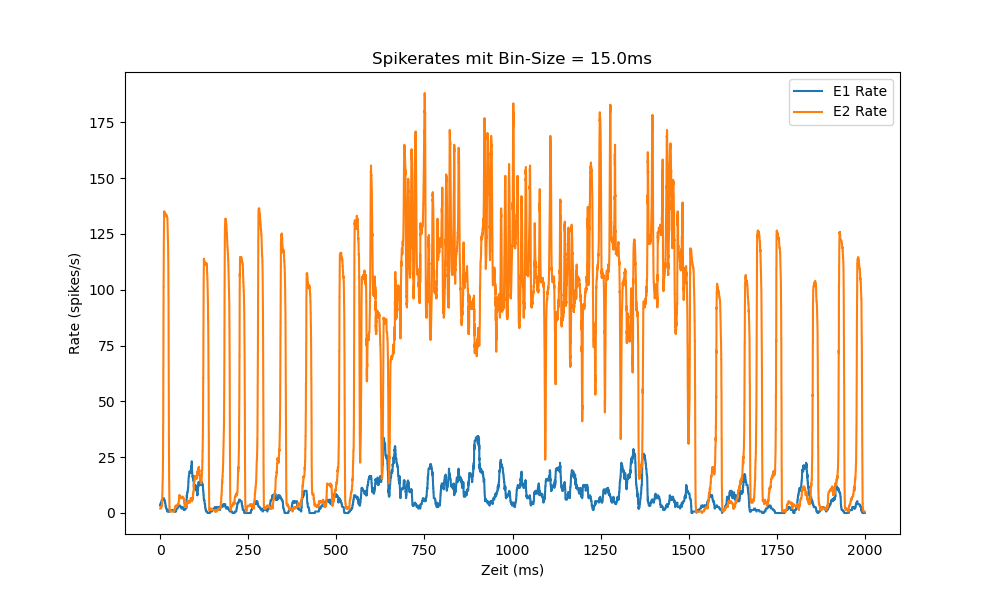 Spikerates mit Bin-Size = 15.0ms
E1 Rate
E2 Rate
Rate (spikes/s)
175
150
125
100
75
50
25
0
0 250 500 750 1000 1250 1500 1750 2000
Zeit (ms)